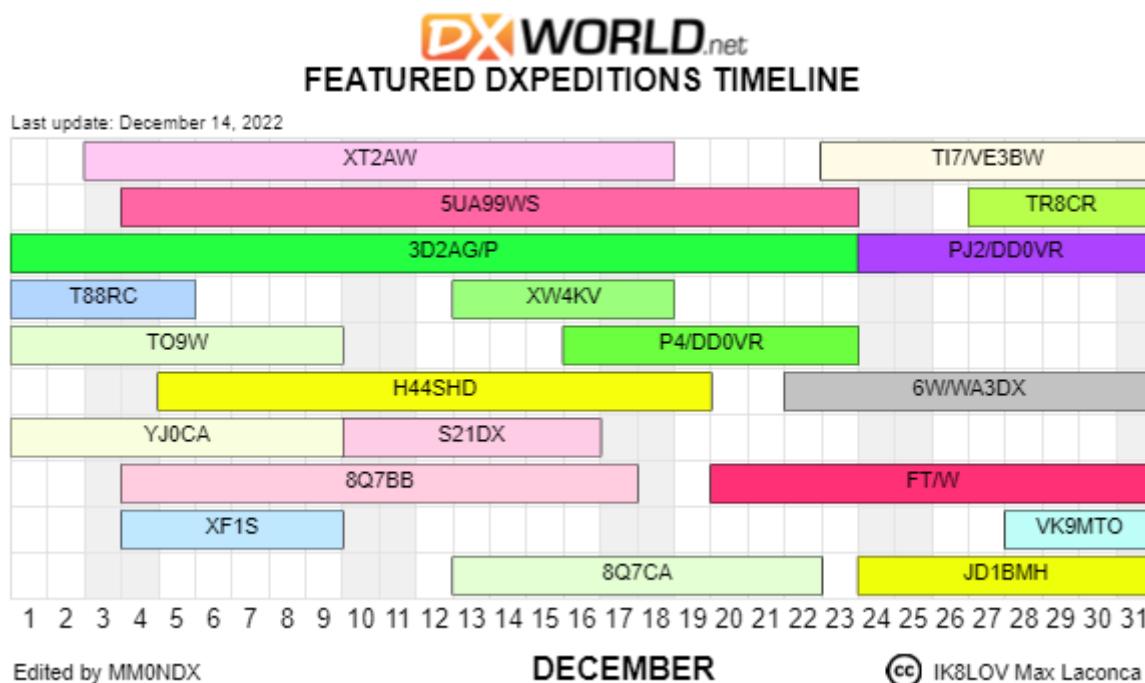 DX WORLD.net
FEATURED DXPEDITIONS TIMELINE
Last update: December 14, 2022
XT2AW TI7/VE3BW
5UA99WS TR8CR
3D2AG/P PJ2/DD0VR
T88RC XW4KV
TO9W P4/DD0VR
H44SHD 6W/WA3DX
YJ0CA S21DX
8Q7BB FT/W
XF1S VK9MTO
8Q7CA JD1BMH
1 2 3 4 5 6 7 8 9 10 11 12 13 14 15 16 17 18 19 20 21 22 23 24 25 26 27 28 29 30 31
Edited by MM0NDX DECEMBER cc IK8LOV Max Laconca